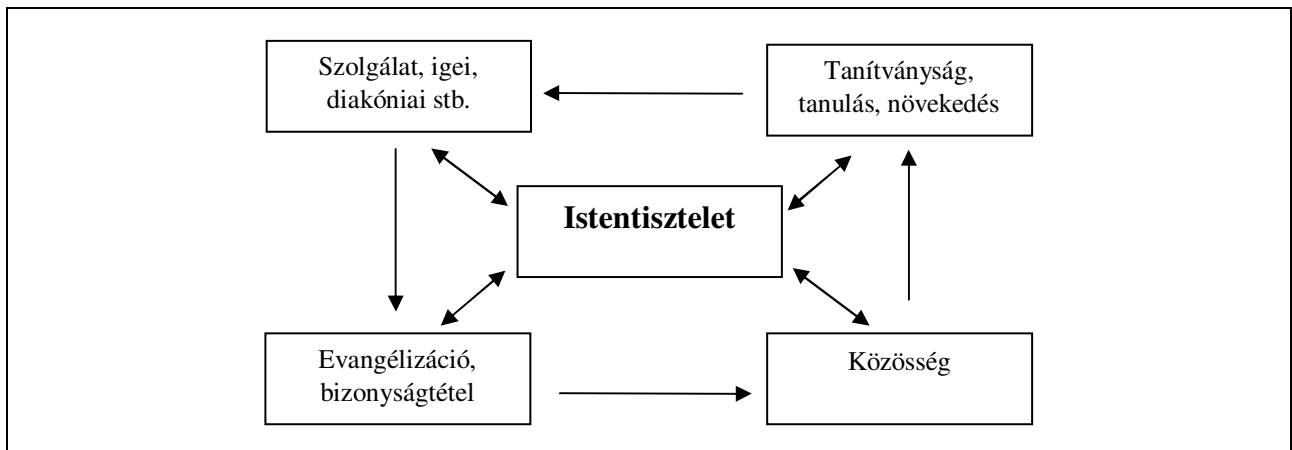 Szolgálat, igei,
diakóniai stb.
Tanítványság,
tanulás, növekedés
Istentisztelet
Evangélizáció,
bizonyságtétel
Közösség